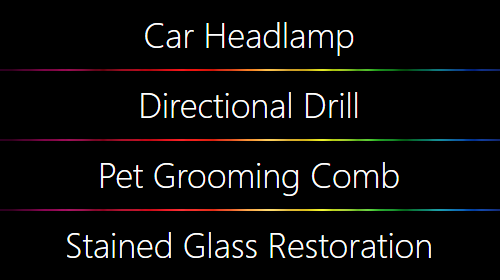 Car Headlamp
Directional Drill
Pet Grooming Comb
Stained Glass Restoration